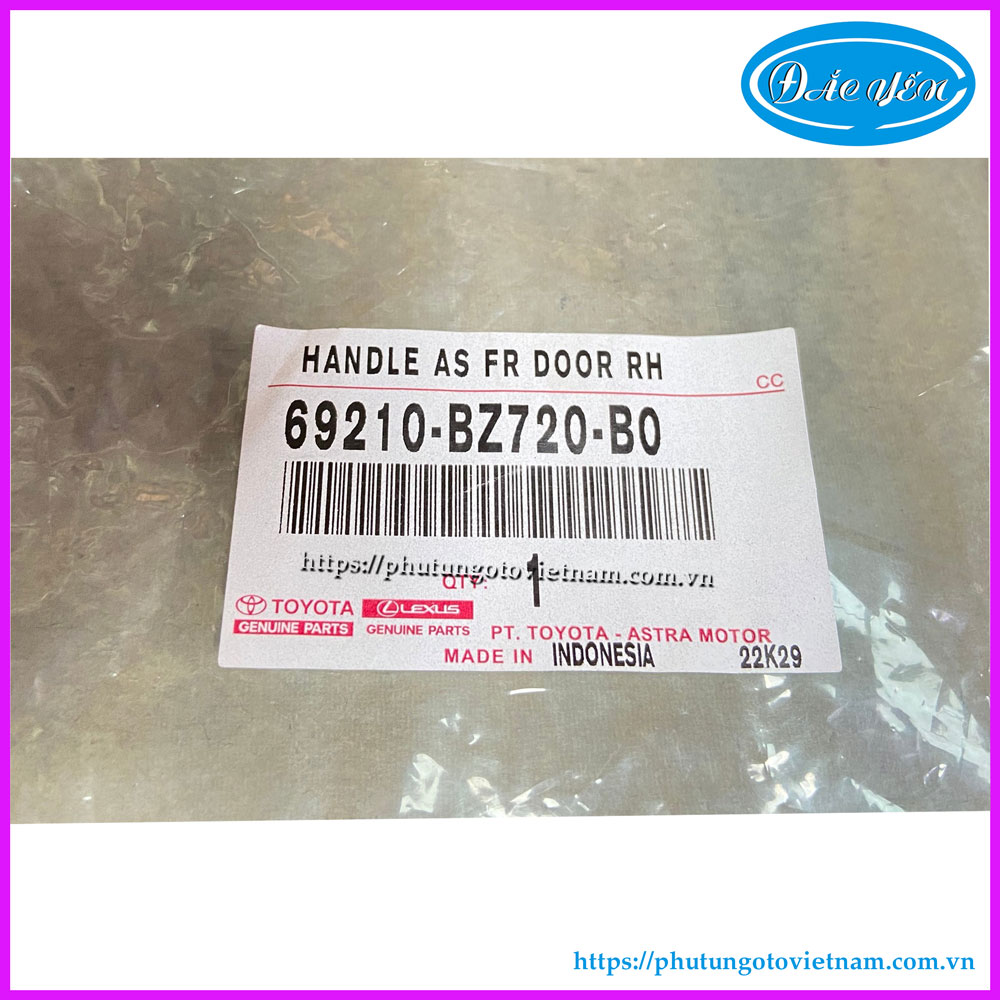 ĐẮC YẾN
HANDLE AS FR DOOR RH
CC
69210-BZ720-B0
https://phutungotovietnam.com.vn
QTY: 1
TOYOTA LEXUS
GENUINE PARTS GENUINE PARTS PT. TOYOTA - ASTRA MOTOR
MADE IN INDONESIA 22K29
https://phutungotovietnam.com.vn